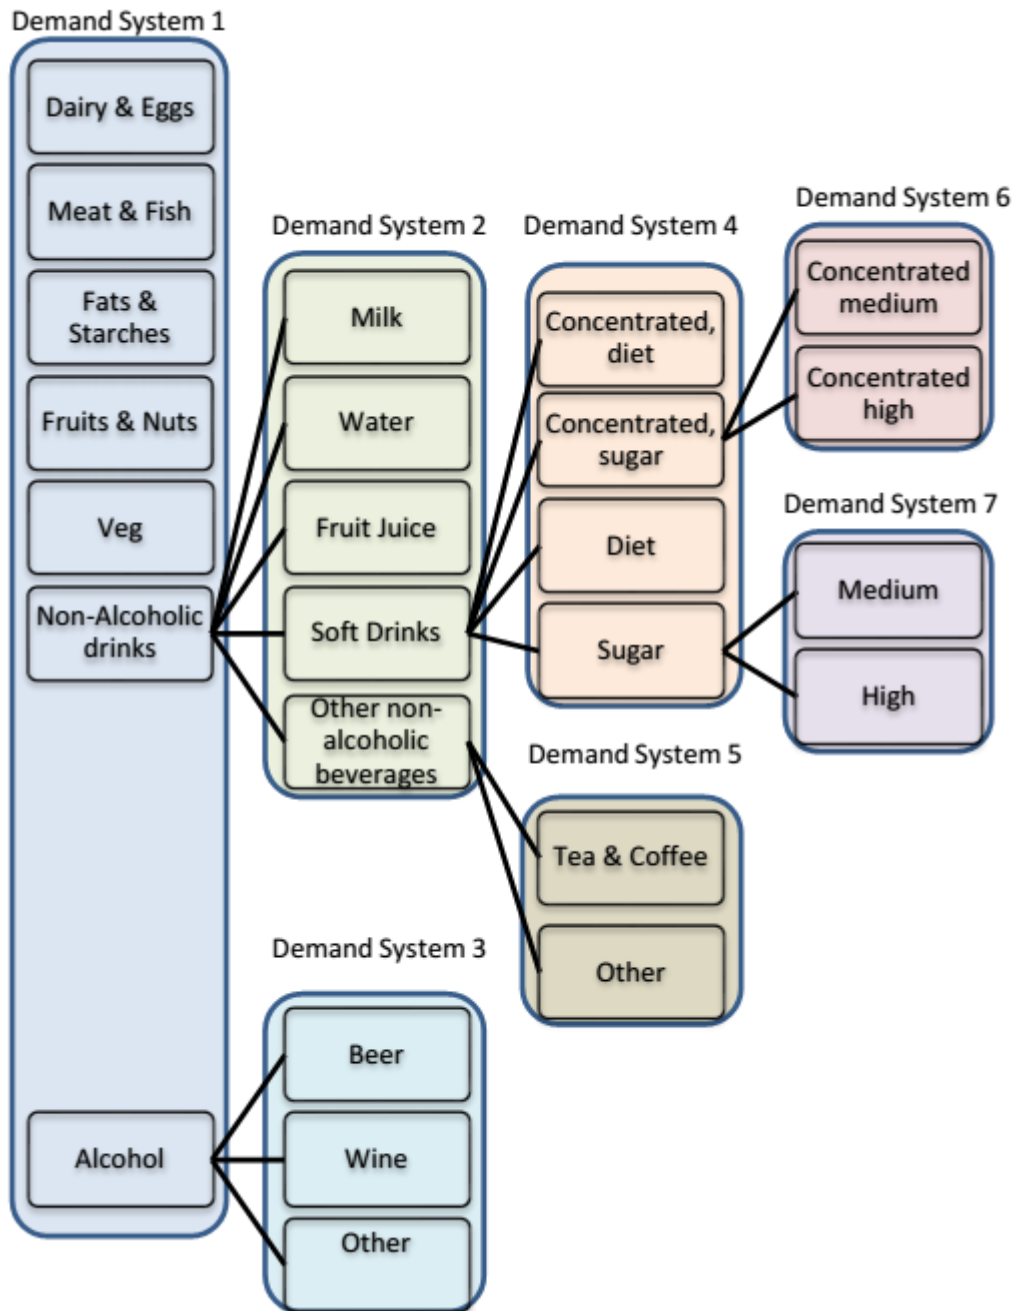 Demand System 1
Dairy & Eggs
Meat & Fish
Fats &
Starches
Fruits & Nuts
Veg
Non-Alcoholic
drinks
Alcohol
Demand System 2
Milk
Water
Fruit Juice
Soft Drinks
Other non-
alcoholic
beverages
Demand System 3
Beer
Wine
Other
Demand System 4
Concentrated,
diet
Concentrated,
sugar
Diet
Sugar
Demand System 5
Tea & Coffee
Other
Demand System 6
Concentrated
medium
Concentrated
high
Demand System 7
Medium
High